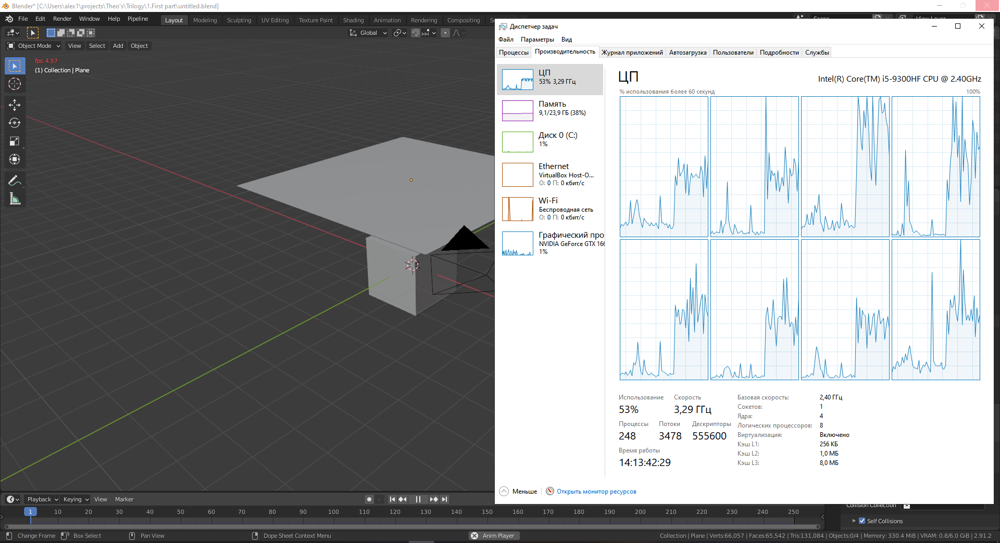 Blender* [C:\Users\alex1\projects\Theo's\Trilogy\1.First part\untitled.blend]
File Edit Render Window Help Pipeline
Layout Modeling Sculpting UV Editing Texture Paint Shading Animation Rendering Compositing
Global
Object Mode View Select Add Object
fps: 4.57
(1) Collection | Plane
Диспетчер задач
Файл Параметры Вид
Процессы Производительность Журнал приложений Автозагрузка Пользователи Подробности Службы
ЦП
53% 3,29 ГГц
Память
9,1/23,9 ГБ (38%)
Диск 0 (C:)
1%
Ethernet
VirtualBox Host-O...
О: 0 П: 0 кбит/с
Wi-Fi
Беспроводная сеть
О: 0 П: 0 кбит/с
Графический про
NVIDIA GeForce GTX 166
1%
ЦП
Intel(R) Core(TM) i5-9300HF CPU @ 2.40GHz
% использования более 60 секунд 100%
Использование Скорость
53% 3,29 ГГц
Процессы Потоки Дескрипторы
248 3478 555600
Время работы
14:13:42:29
Базовая скорость: 2,40 ГГц
Сокетов: 1
Ядра: 4
Логических процессоров: 8
Виртуализация: Включено
Кэш L1: 256 КБ
Кэш L2: 1,0 МБ
Кэш L3: 8,0 МБ
Меньше Открыть монитор ресурсов
Playback Keying View Marker
Collision Collection
1 10 20 30 40 50 60 70 80 90 100 110 120 130 140 150 160 170 180 190 200 210 220 230 240 250
Self Collisions
Change Frame Box Select Pan View Dope Sheet Context Menu Anim Player
Collection | Plane | Verts:66,057 | Faces:65,542 | Tris:131,084 | Objects:0/4 | Memory: 330.4 MiB | VRAM: 0.8/6.0 GiB | 2.91.2